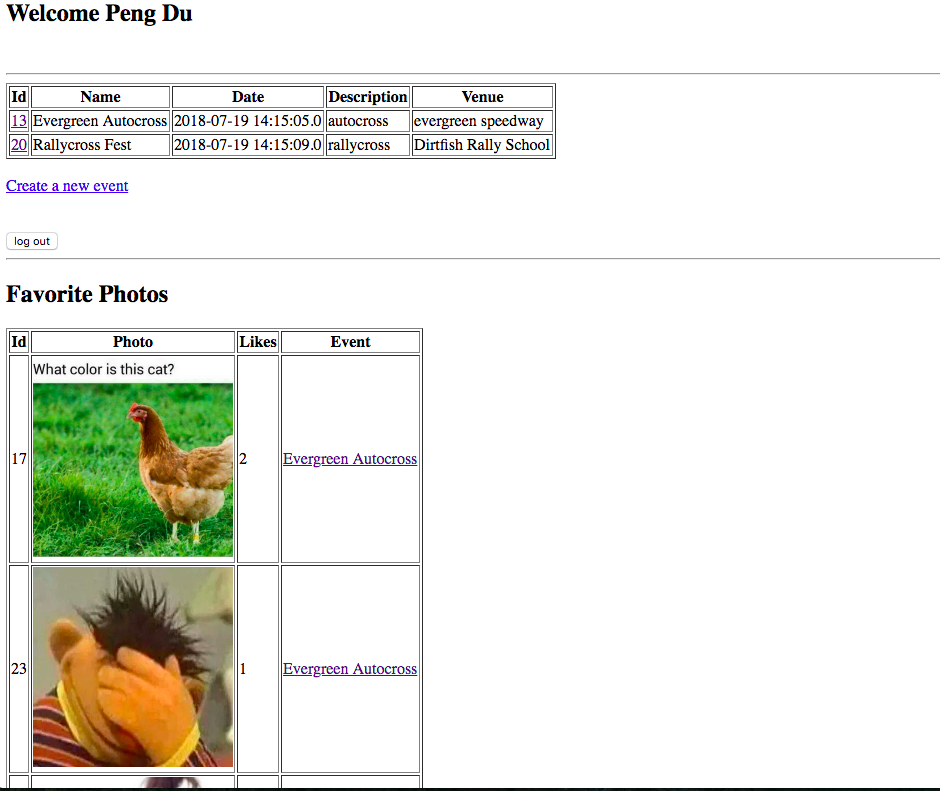 Welcome Peng Du
Id Name Date Description Venue
13 Evergreen Autocross 2018-07-19 14:15:05.0 autocross evergreen speedway
20 Rallycross Fest 2018-07-19 14:15:09.0 rallycross Dirtfish Rally School
Create a new event
log out
Favorite Photos
Id Photo Likes Event
What color is this cat?
17 2 Evergreen Autocross
23 1 Evergreen Autocross